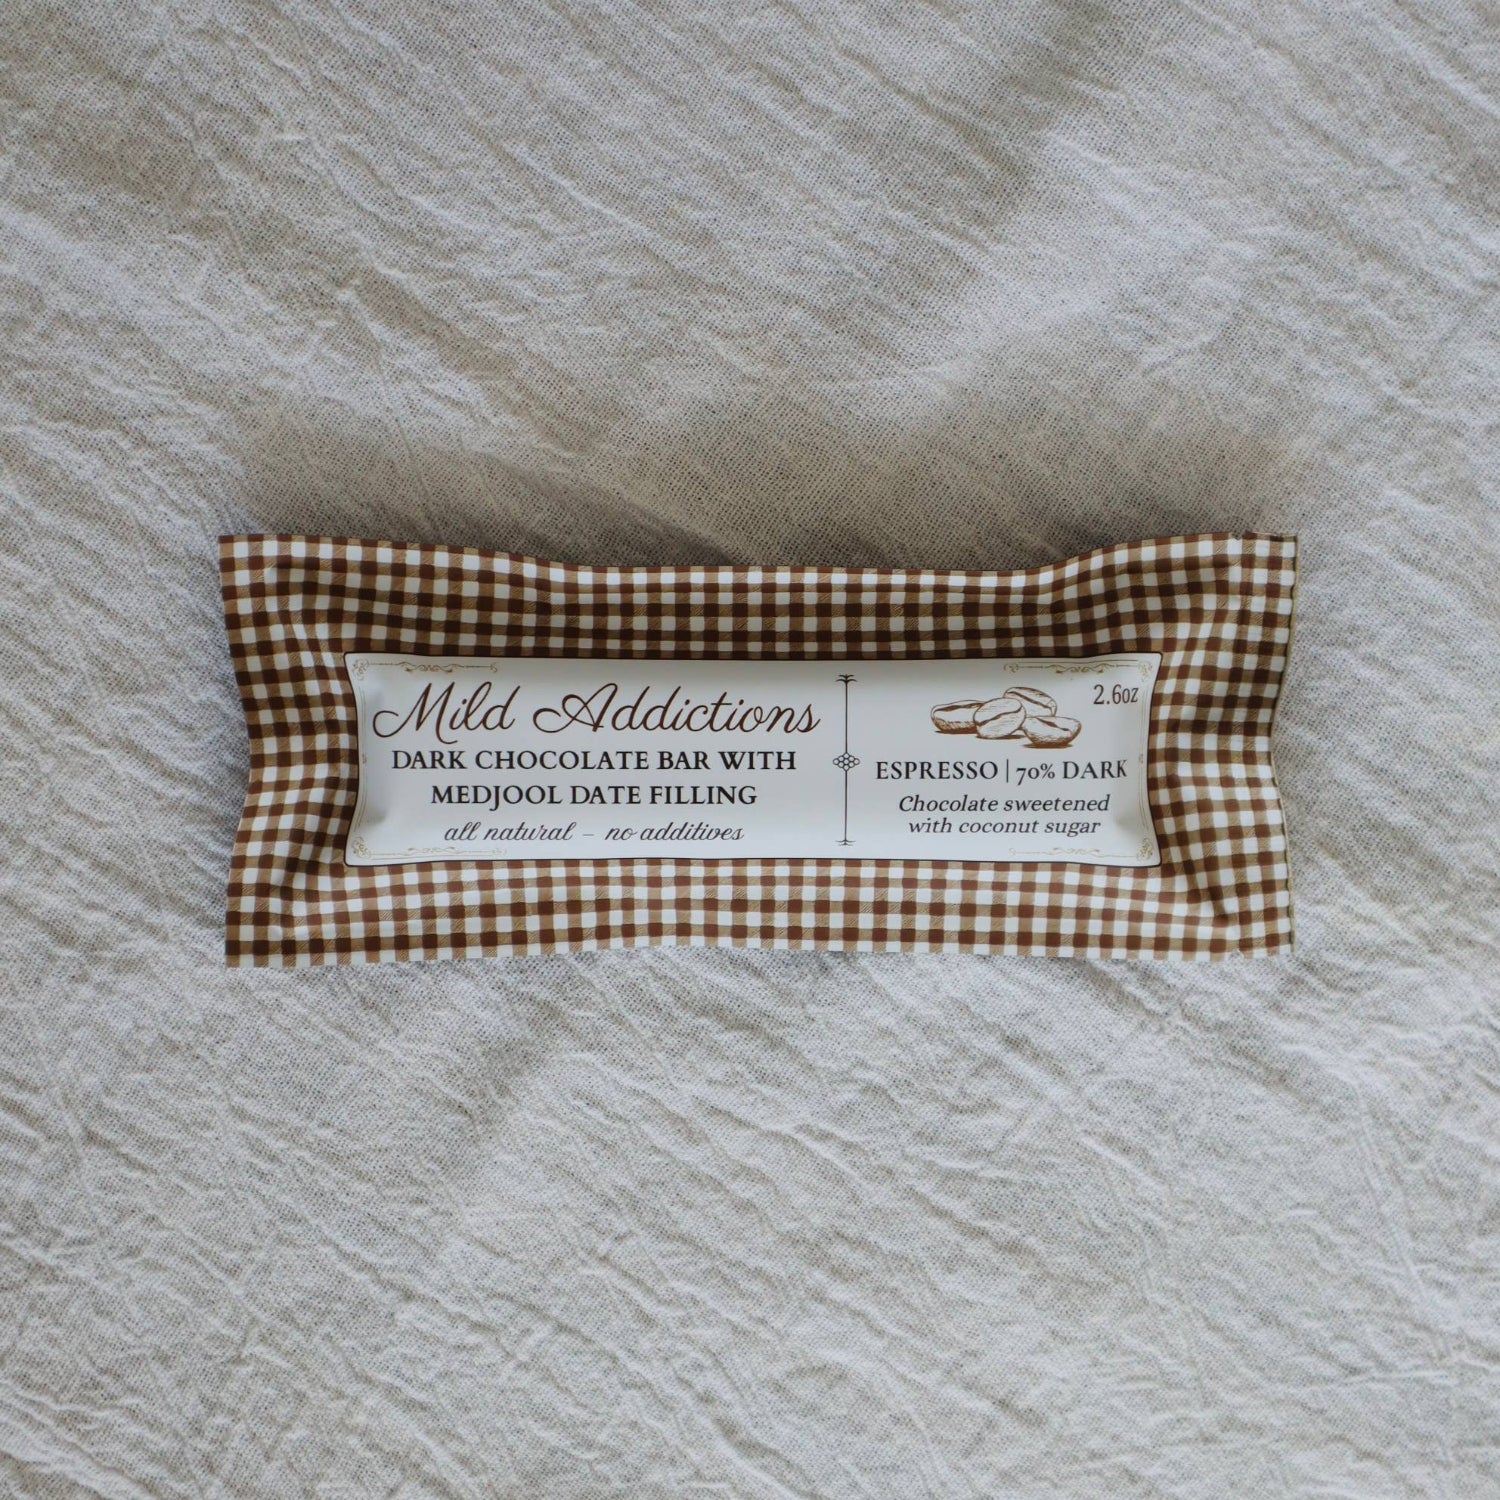 Mild Addictions
DARK CHOCOLATE BAR WITH
MEDJOOL DATE FILLING
all natural – no additives
2.6oz
ESPRESSO | 70% DARK
Chocolate sweetened
with coconut sugar